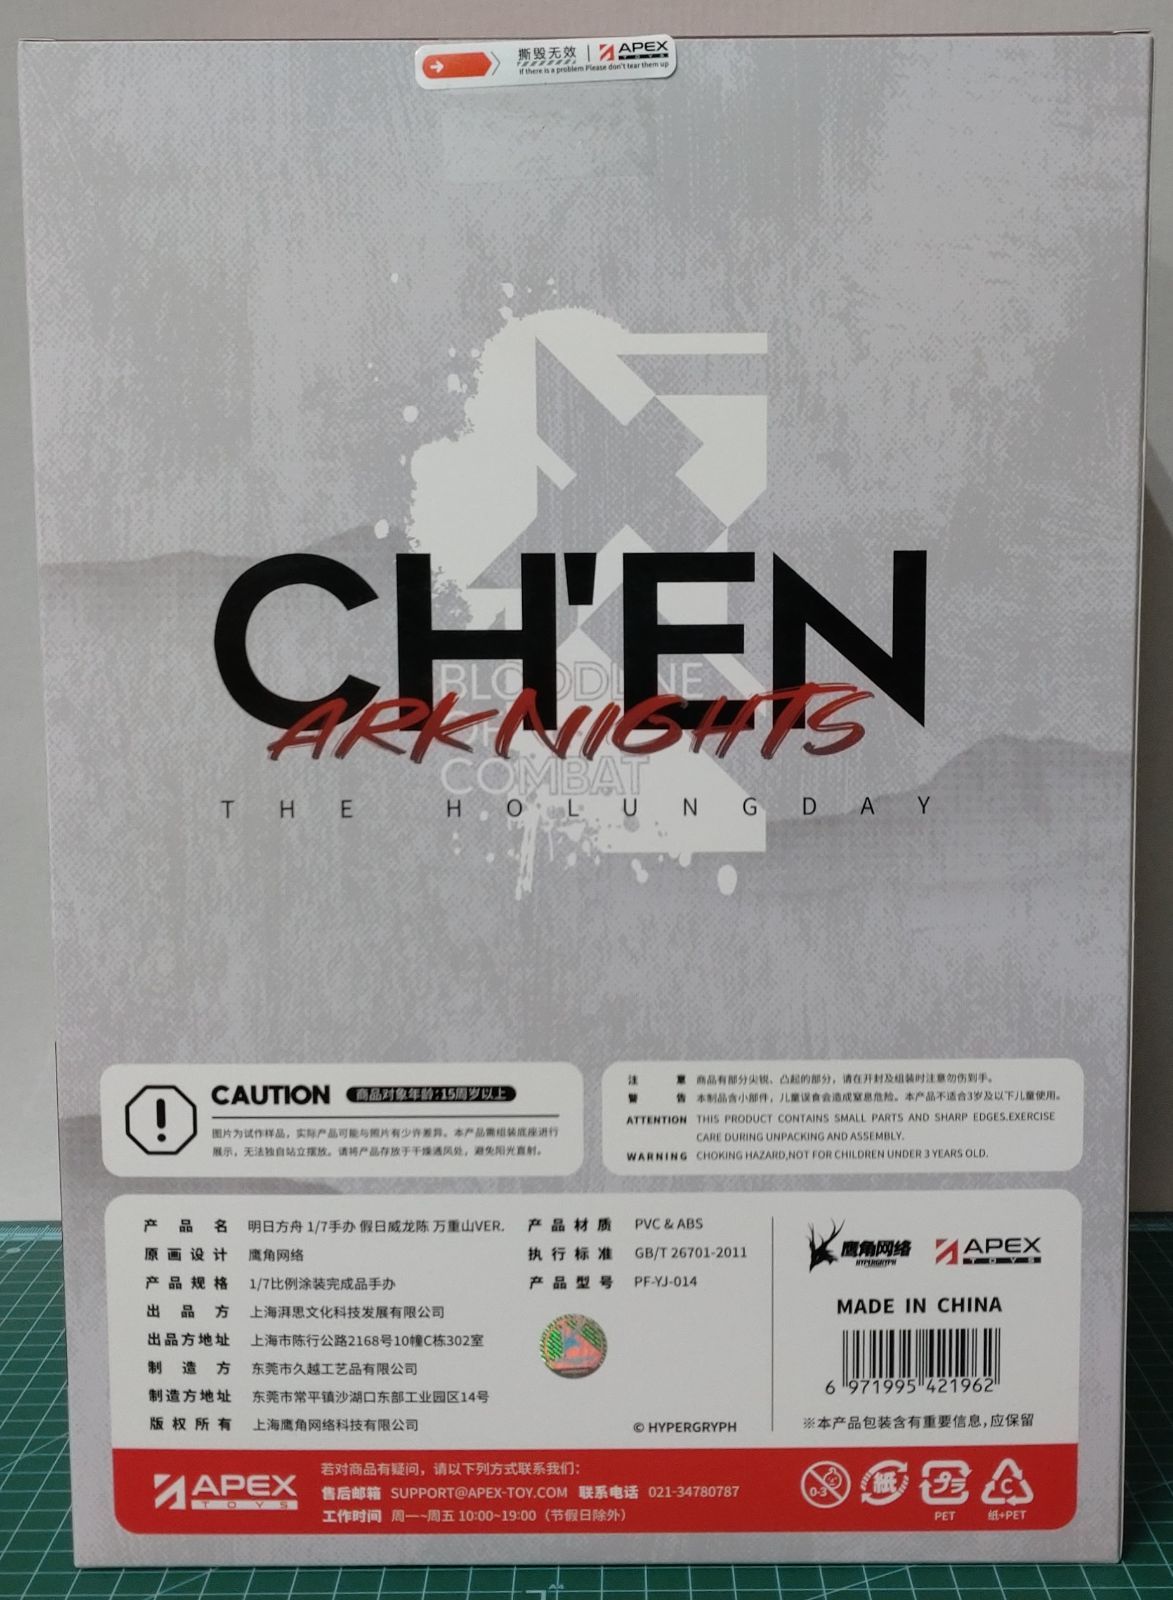 撕毁无效 APEX TOYS
If there is a problem Please don't tear them up
CH'EN
BLOODLINE
OF
COMBAT
ARKNIGHTS
THE HOLUNGDAY
CAUTION 商品对象年龄:15周岁以上
图片为试作样品，实际产品可能与照片有少许差异。本产品需组装底座进行
展示，无法独自站立摆放。请将产品存放于干燥通风处，避免阳光直射。
注意 商品有部分尖锐、凸起的部分，请在开封及组装时注意勿伤到手。
警告 本制品含小部件，儿童误食会造成窒息危险。本产品不适合3岁及以下儿童使用。
ATTENTION THIS PRODUCT CONTAINS SMALL PARTS AND SHARP EDGES.EXERCISE
CARE DURING UNPACKING AND ASSEMBLY.
WARNING CHOKING HAZARD,NOT FOR CHILDREN UNDER 3 YEARS OLD.
产品名 明日方舟 1/7手办 假日威龙陈 万重山VER.
原画设计 鹰角网络
产品规格 1/7比例涂装完成品手办
出品方 上海湃思文化科技发展有限公司
出品方地址 上海市陈行公路2168号10幢C栋302室
制造方 东莞市久越工艺品有限公司
制造方地址 东莞市常平镇沙湖口东部工业园区14号
版权所有 上海鹰角网络科技有限公司
产品材质 PVC & ABS
执行标准 GB/T 26701-2011
产品型号 PF-YJ-014
© HYPERGRYPH
鹰角网络
HYPERGRYPH
APEX
TOYS
MADE IN CHINA
6 971995 421962
※本产品包装含有重要信息,应保留
APEX
TOYS
若对商品有疑问，请以下列方式联系我们：
售后邮箱 SUPPORT@APEX-TOY.COM 联系电话 021-34780787
工作时间 周一~周五 10:00~19:00（节假日除外）
0-3
紙
プラ
PET
C
纸+PET